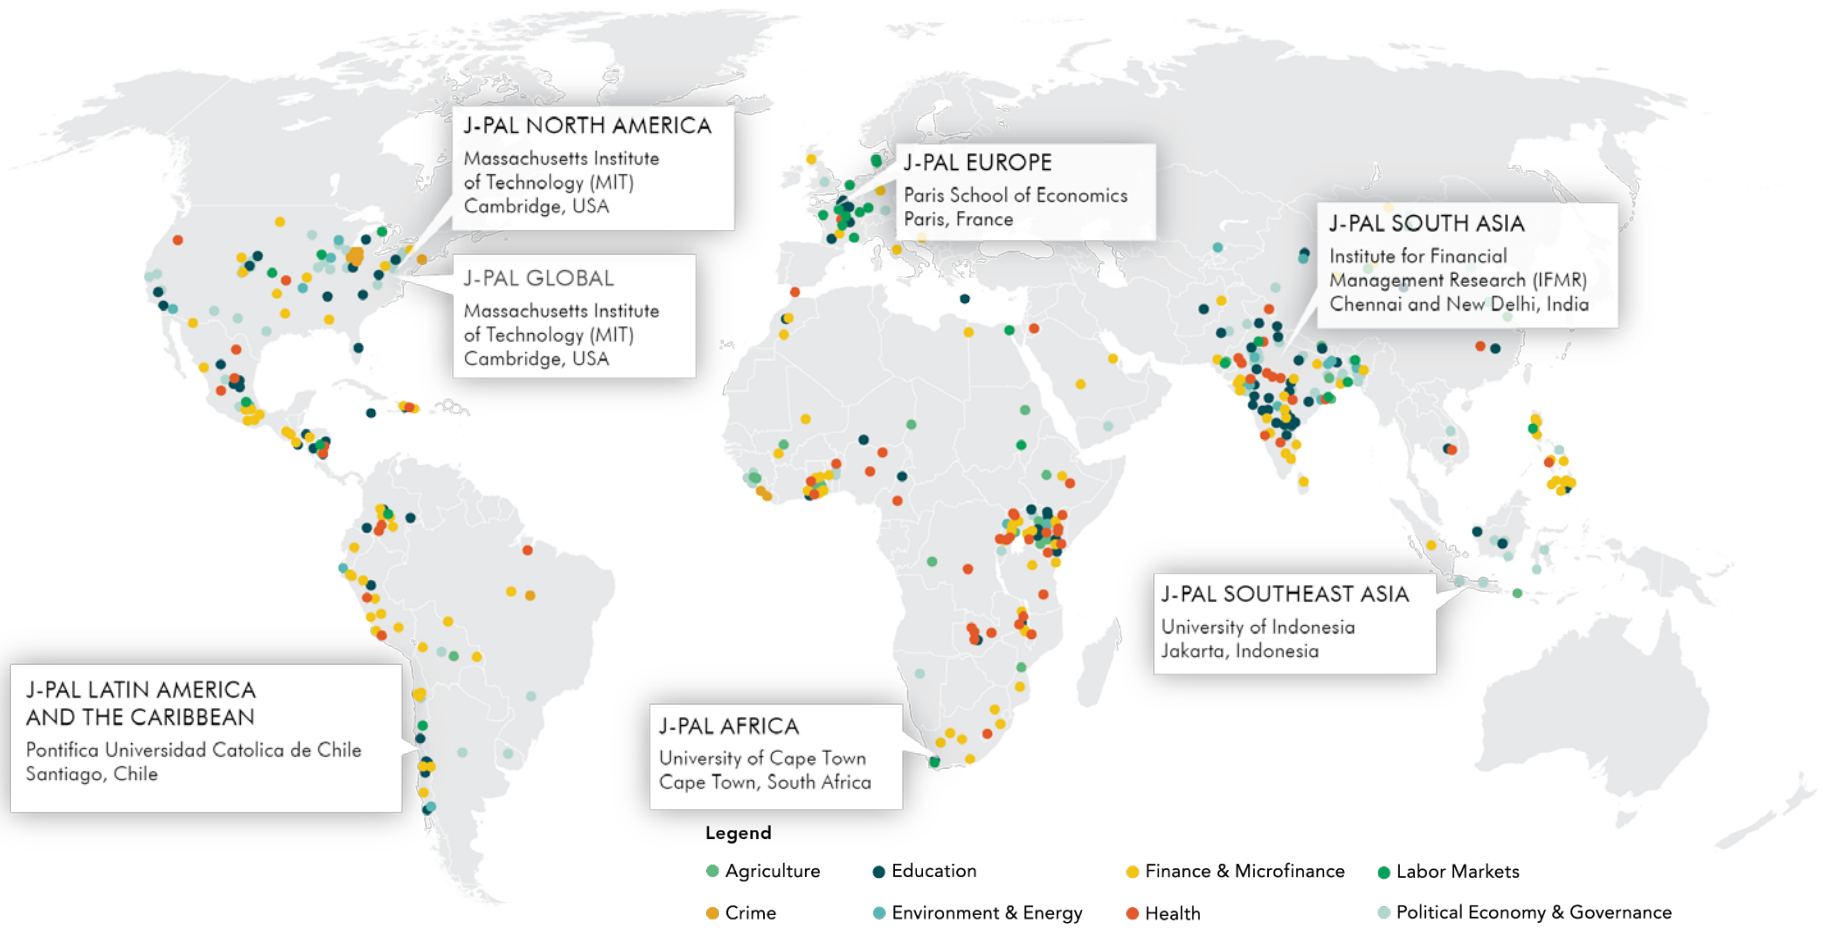 J-PAL NORTH AMERICA
Massachusetts Institute
of Technology (MIT)
Cambridge, USA
J-PAL GLOBAL
Massachusetts Institute
of Technology (MIT)
Cambridge, USA
J-PAL EUROPE
Paris School of Economics
Paris, France
J-PAL SOUTH ASIA
Institute for Financial
Management Research (IFMR)
Chennai and New Delhi, India
J-PAL SOUTHEAST ASIA
University of Indonesia
Jakarta, Indonesia
J-PAL LATIN AMERICA
AND THE CARIBBEAN
Pontifica Universidad Catolica de Chile
Santiago, Chile
J-PAL AFRICA
University of Cape Town
Cape Town, South Africa
Legend
Agriculture
Education
Finance & Microfinance
Labor Markets
Crime
Environment & Energy
Health
Political Economy & Governance